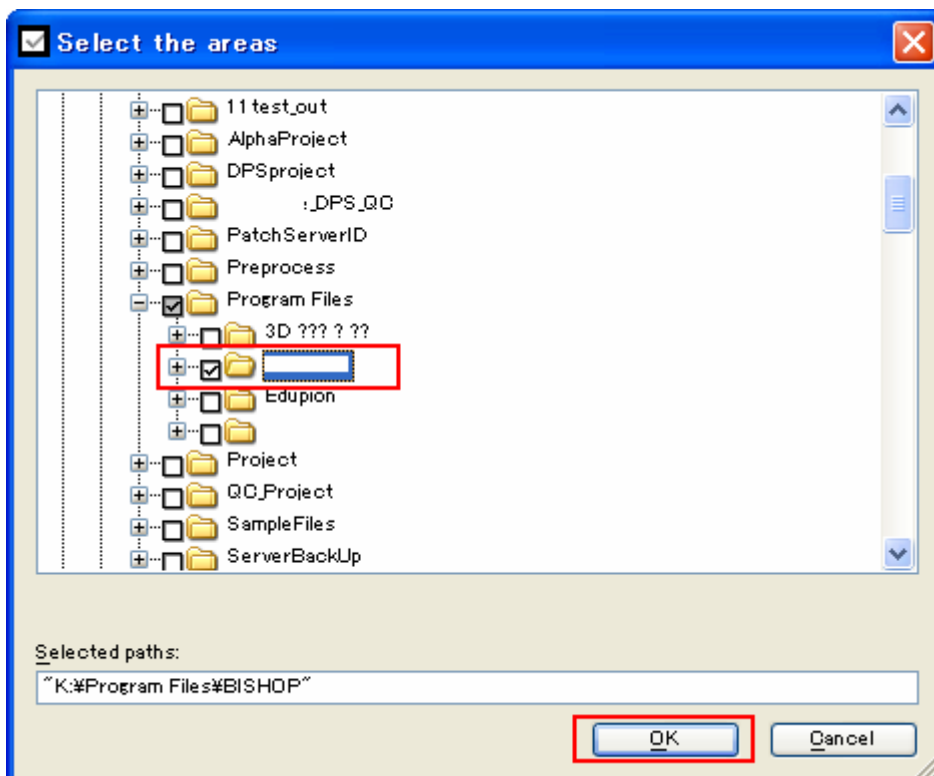 Select the areas
11test_out
AlphaProject
DPSproject
:_DPS_QC
PatchServerID
Preprocess
Program Files
3D ??? ? ??
Edupion
Project
QC_Project
SampleFiles
ServerBackUp
Selected paths:
"K:¥Program Files¥BISHOP"
OK
Cancel